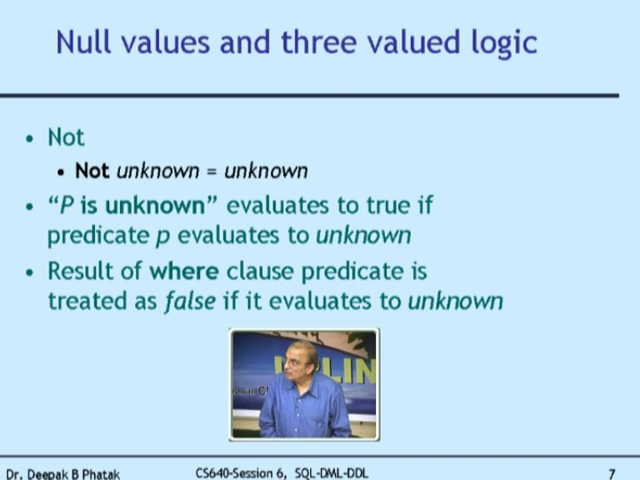 Null values and three valued logic
• Not
• Not unknown = unknown
• “P is unknown” evaluates to true if
predicate p evaluates to unknown
• Result of where clause predicate is
treated as false if it evaluates to unknown
LIN
Dr. Deepak B Phatak
CS640-Session 6, SQL-DML-DDL
7